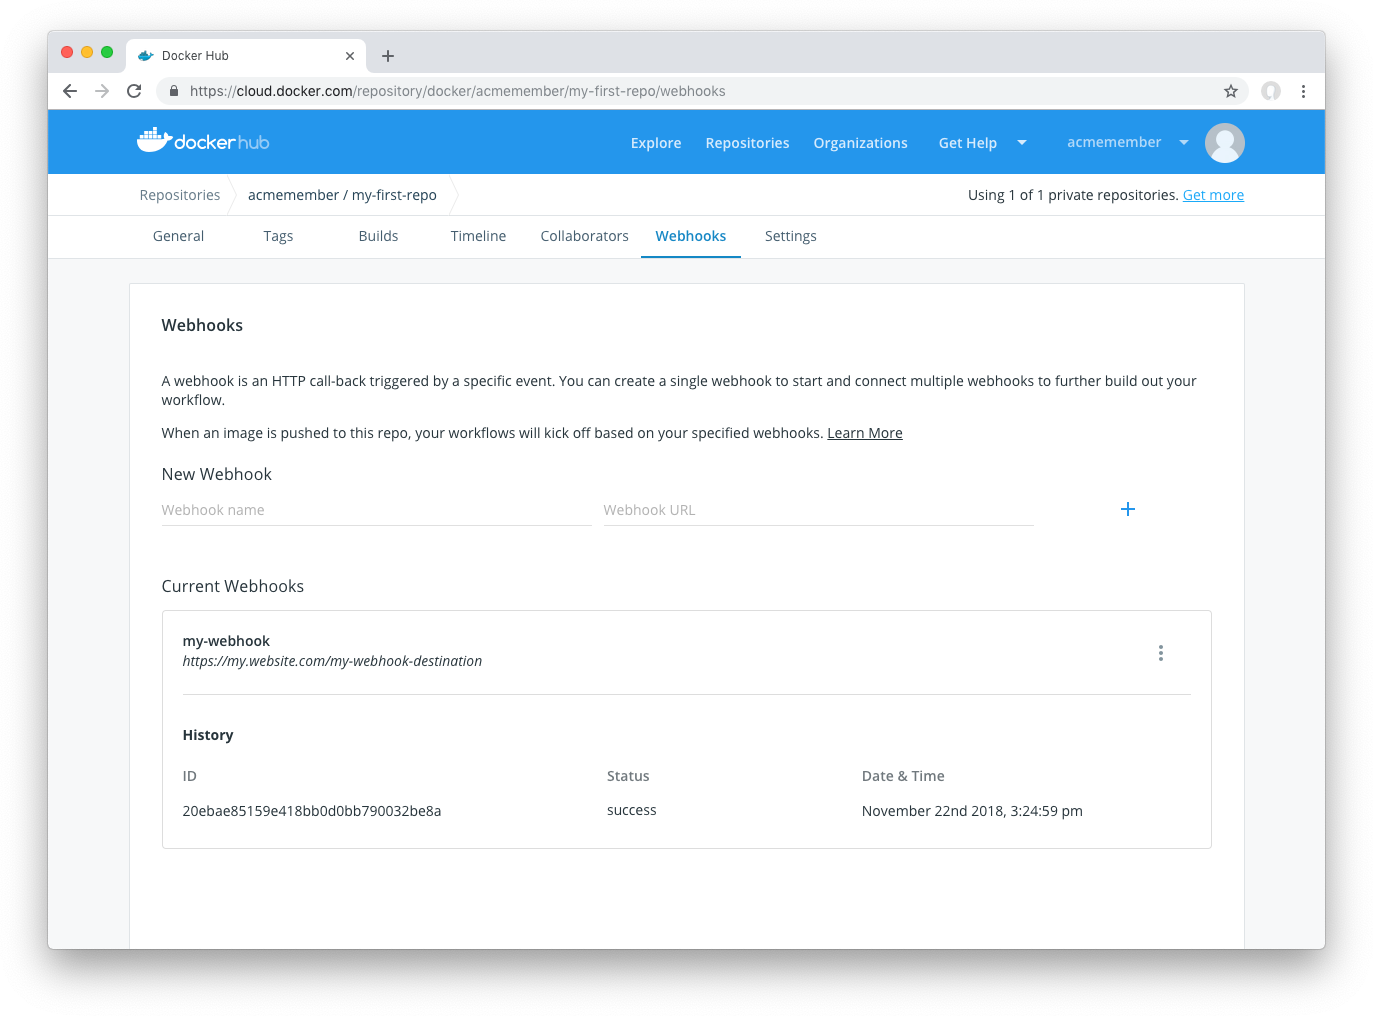 Docker Hub
https://cloud.docker.com/repository/docker/acmemember/my-first-repo/webhooks
dockerhub
Explore
Repositories
Organizations
Get Help
acmemember
Repositories
acmemember / my-first-repo
Using 1 of 1 private repositories. Get more
General
Tags
Builds
Timeline
Collaborators
Webhooks
Settings
Webhooks
A webhook is an HTTP call-back triggered by a specific event. You can create a single webhook to start and connect multiple webhooks to further build out your
workflow.
When an image is pushed to this repo, your workflows will kick off based on your specified webhooks. Learn More
New Webhook
Webhook name
Webhook URL
Current Webhooks
my-webhook
https://my.website.com/my-webhook-destination
History
ID
Status
Date & Time
20ebae85159e418bb0d0bb790032be8a
success
November 22nd 2018, 3:24:59 pm